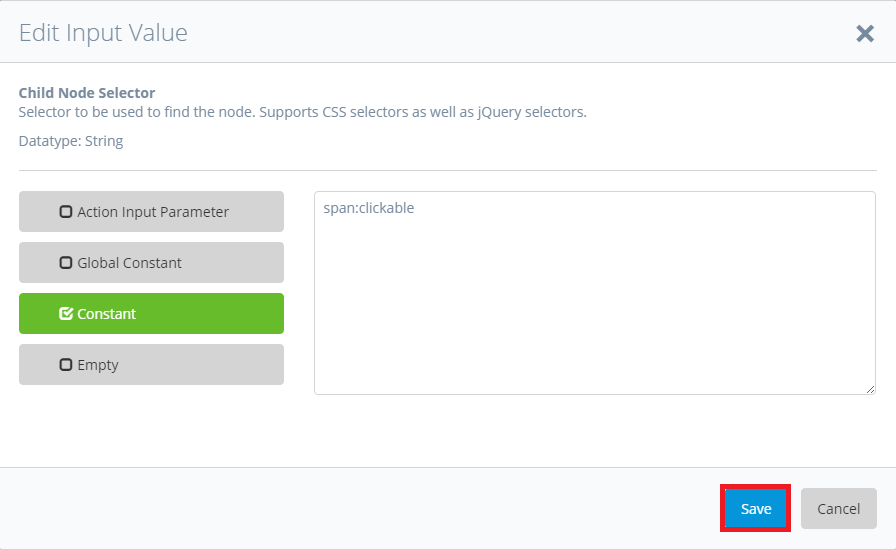 Edit Input Value
Child Node Selector
Selector to be used to find the node. Supports CSS selectors as well as jQuery selectors.
Datatype: String
Action Input Parameter
span:clickable
Global Constant
Constant
Empty
Save
Cancel